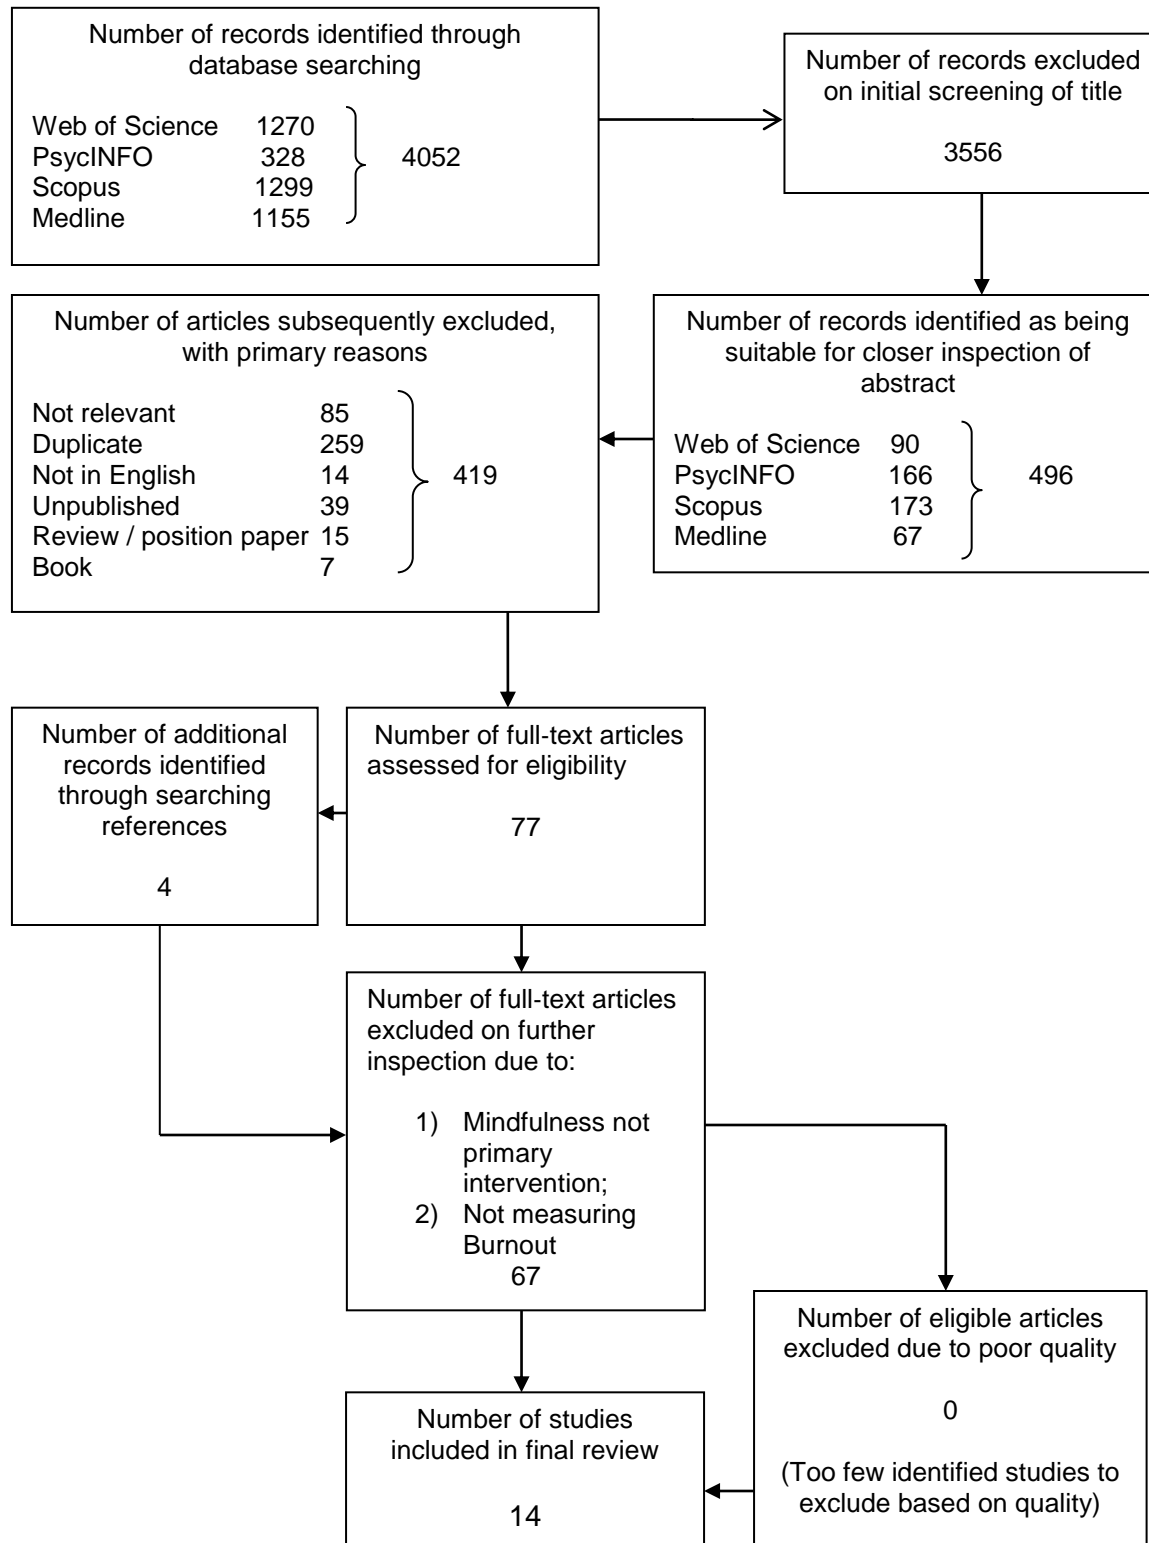 Number of records identified through
database searching
Web of Science 1270
PsycINFO 328
Scopus 1299
Medline 1155
4052
Number of records excluded
on initial screening of title
3556
Number of records identified as being
suitable for closer inspection of
abstract
Web of Science 90
PsycINFO 166
Scopus 173
Medline 67
496
Number of articles subsequently excluded,
with primary reasons
Not relevant 85
Duplicate 259
Not in English 14
Unpublished 39
Review / position paper 15
Book 7
419
Number of full-text articles
assessed for eligibility
77
Number of additional
records identified
through searching
references
4
Number of full-text articles
excluded on further
inspection due to:
1) Mindfulness not
primary
intervention;
2) Not measuring
Burnout
67
Number of eligible articles
excluded due to poor quality
0
(Too few identified studies to
exclude based on quality)
Number of studies
included in final review
14